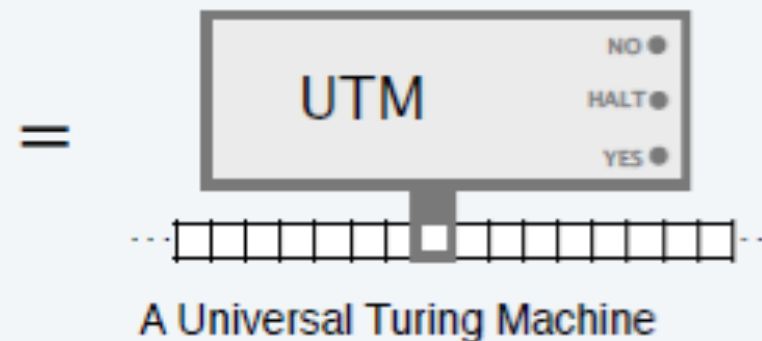 NO
=
UTM
HALT
YES
A Universal Turing Machine